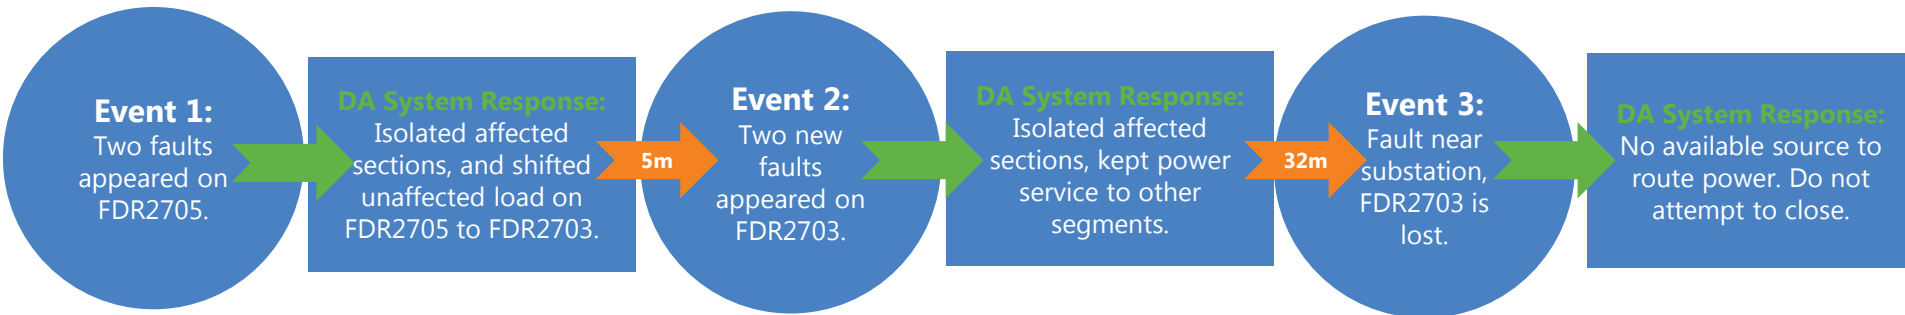 Event 1:
Two faults
appeared on
FDR2705.
DA System Response:
Isolated affected
sections, and shifted
unaffected load on
FDR2705 to FDR2703.
5m
Event 2:
Two new
faults
appeared on
FDR2703.
DA System Response:
Isolated affected
sections, kept power
service to other
segments.
32m
Event 3:
Fault near
substation,
FDR2703 is
lost.
DA System Response:
No available source to
route power. Do not
attempt to close.